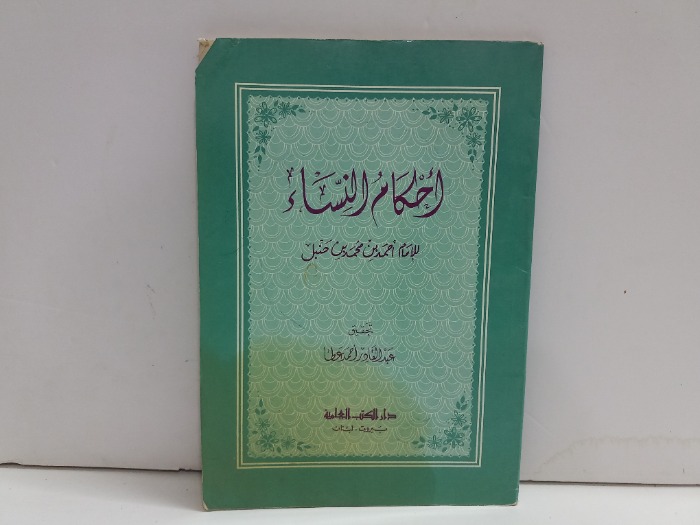 أحكام النساء
للإمام أحمد بن محمد بن حنبل
تحقيق
عبد القادر أحمد عطا
دار الكتب العلمية
بيروت - لبنان